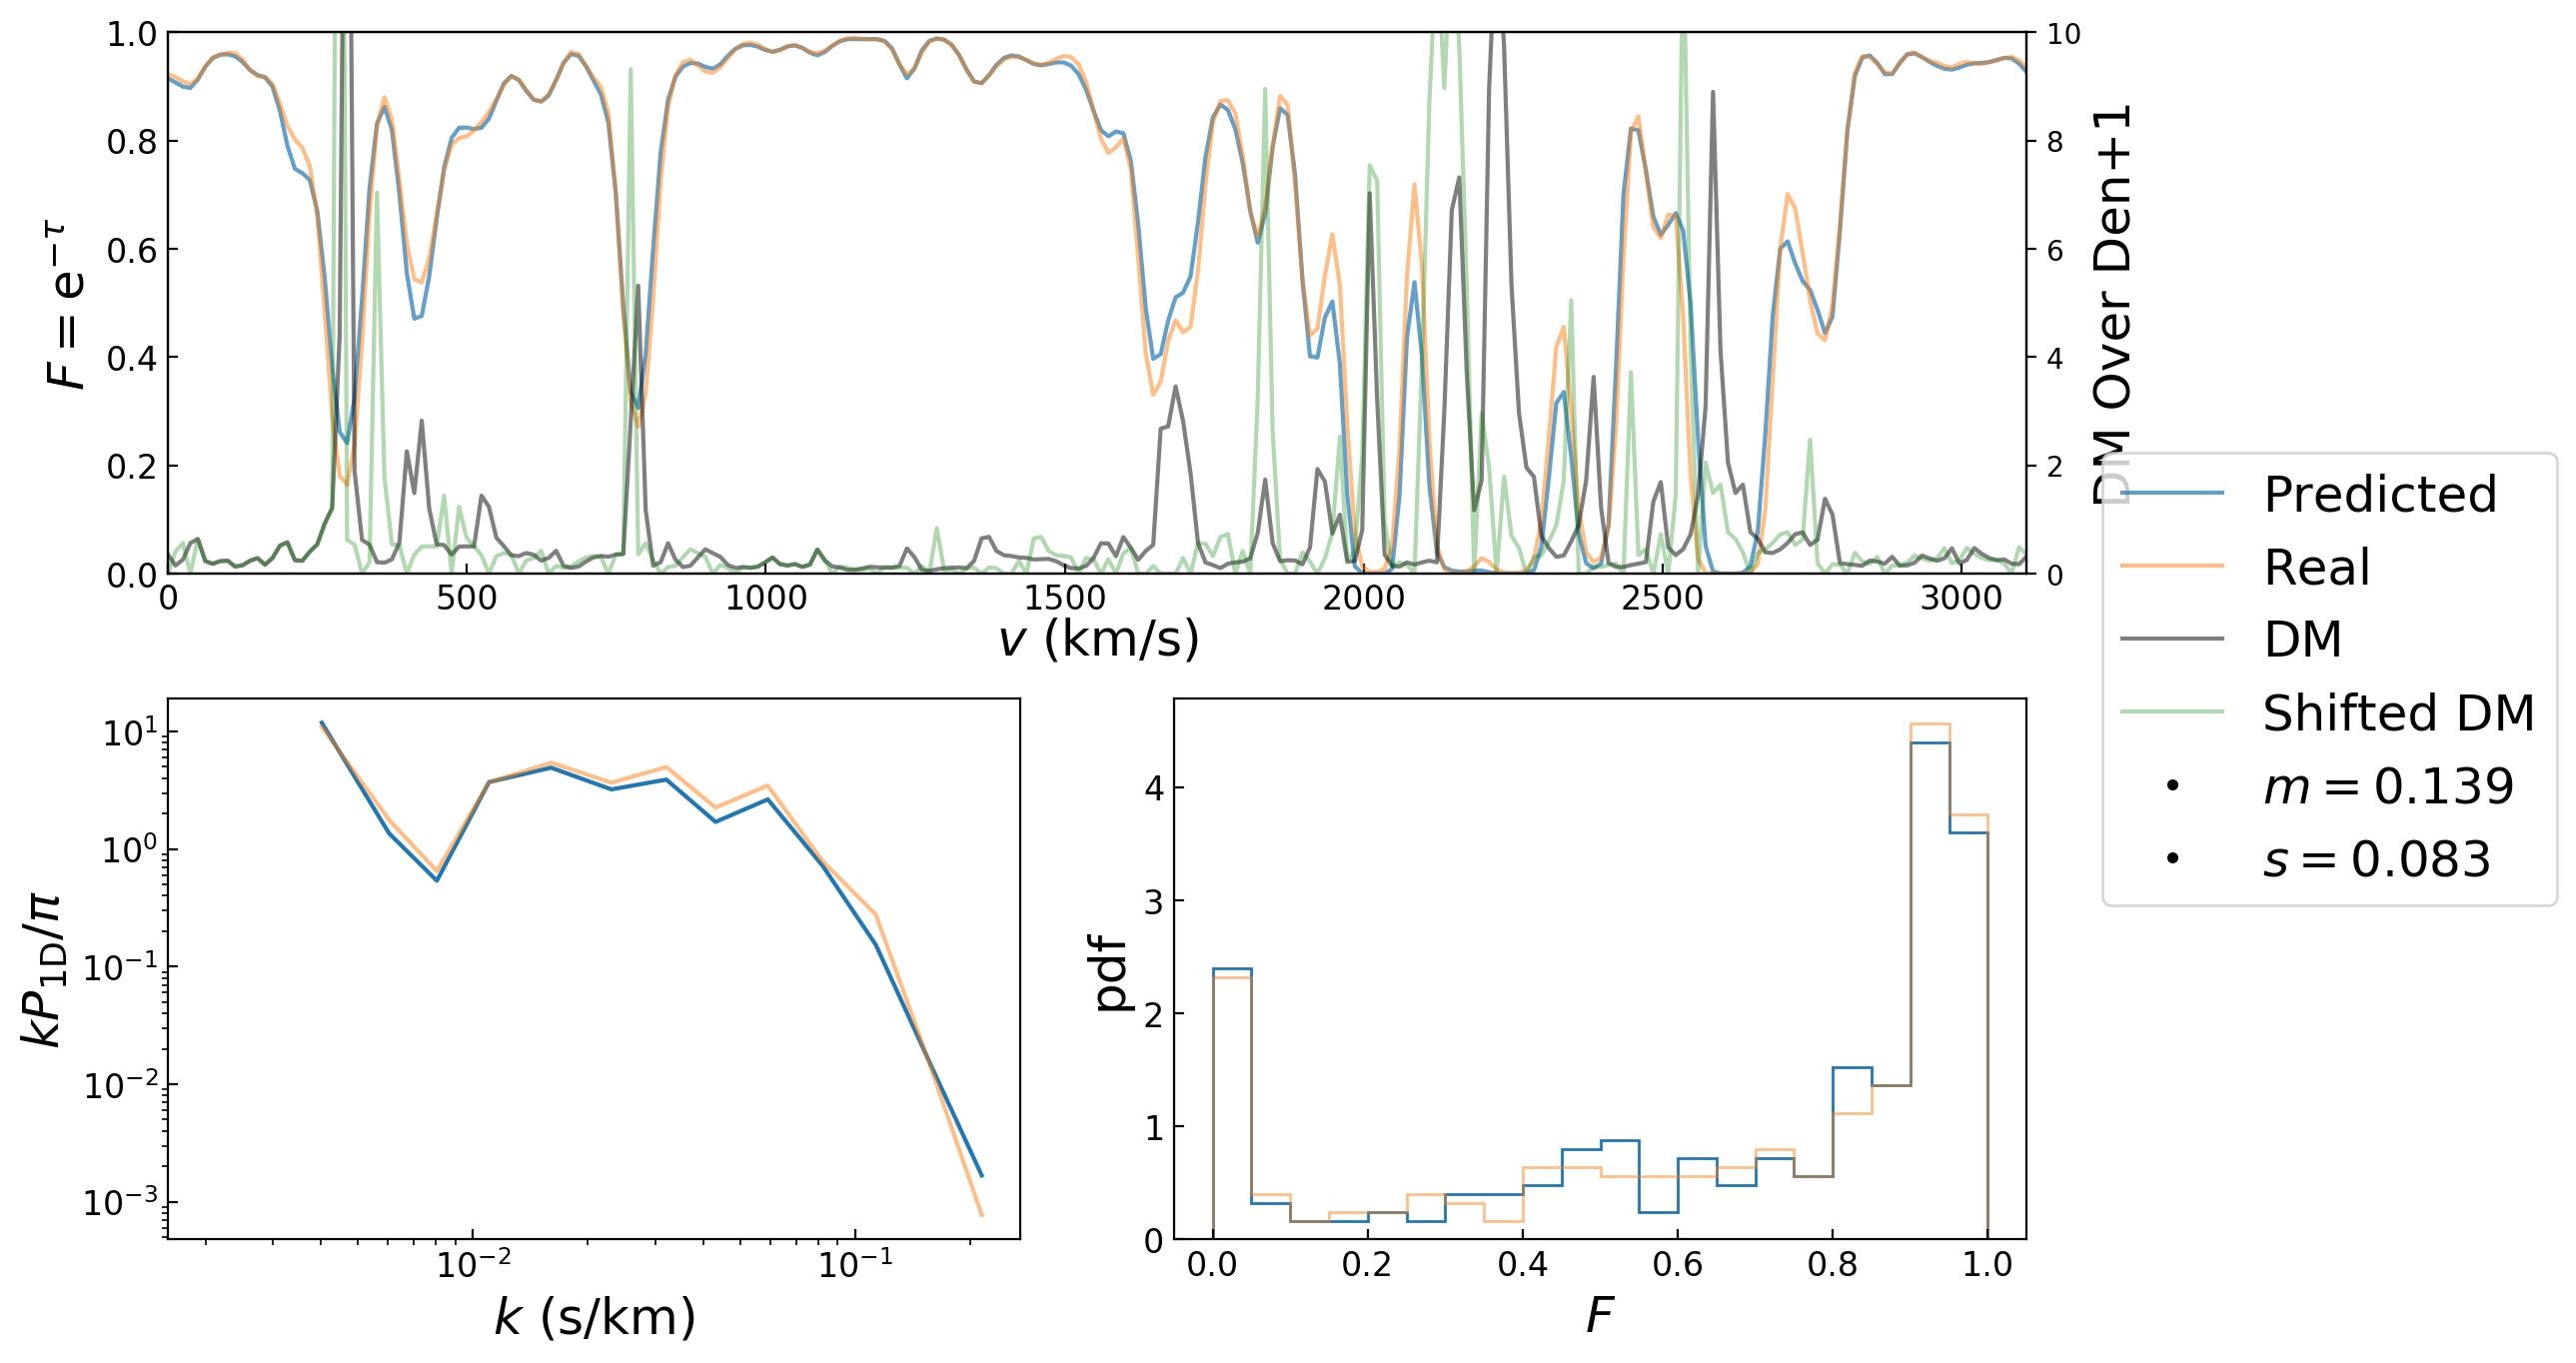 1.0
0.8
0.6
0.4
0.2
0.0
F = e^{−τ}
10
8
6
4
2
0
DM Over Den+1
0 500 1000 1500 2000 2500 3000
v (km/s)
Predicted
Real
DM
Shifted DM
m = 0.139
s = 0.083
10^1
10^0
10^{−1}
10^{−2}
10^{−3}
kP_{1D}/π
10^{−2} 10^{−1}
k (s/km)
4
3
2
1
0
pdf
0.0 0.2 0.4 0.6 0.8 1.0
F